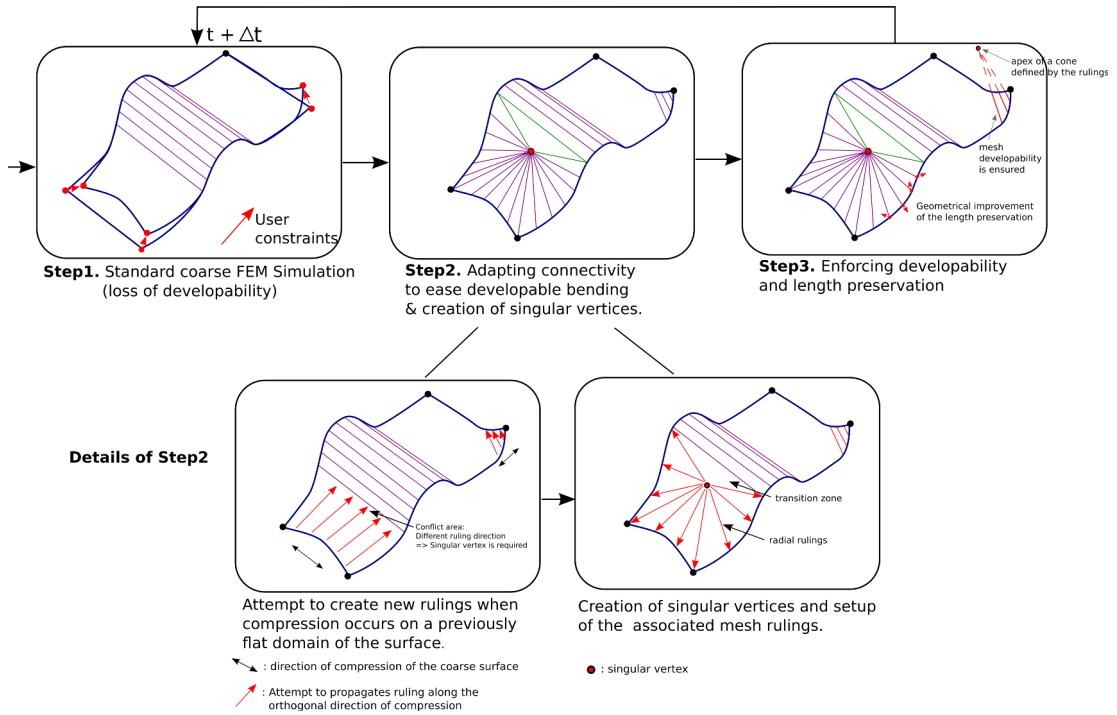 t + Δt
User
constraints
apex of a cone
defined by the rulings
mesh
developability
is ensured
Geometrical improvement
of the length preservation
Step1. Standard coarse FEM Simulation
(loss of developability)
Step2. Adapting connectivity
to ease developable bending
& creation of singular vertices.
Step3. Enforcing developability
and length preservation
Details of Step2
Conflict area:
Different ruling direction
=> Singular vertex is required
transition zone
radial rulings
Attempt to create new rulings when
compression occurs on a previously
flat domain of the surface.
Creation of singular vertices and setup
of the associated mesh rulings.
: direction of compression of the coarse surface
: singular vertex
: Attempt to propagates ruling along the
orthogonal direction of compression